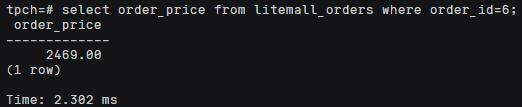 tpch=# select order_price from litemall_orders where order_id=6;
 order_price
-------------
     2469.00
(1 row)

Time: 2.302 ms